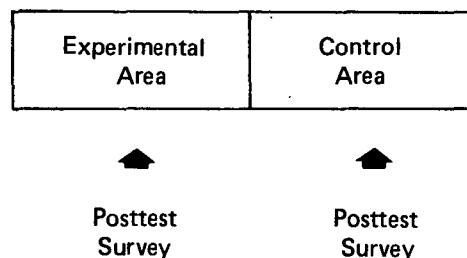 Experimental
Area
Control
Area
Posttest
Survey
Posttest
Survey